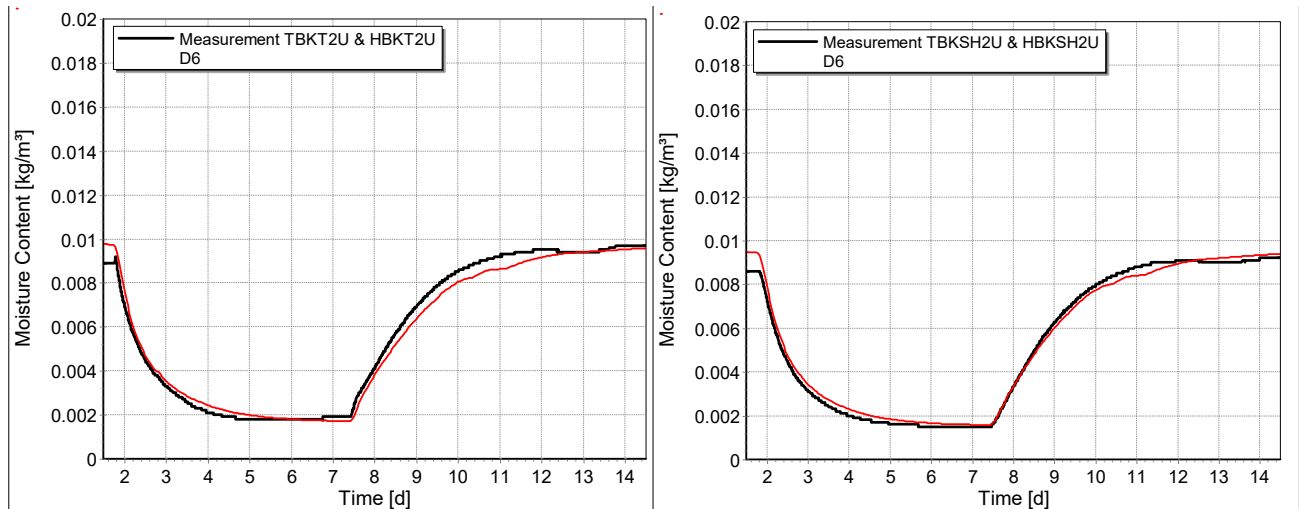 0.02
0.018
0.016
0.014
0.012
0.01
0.008
0.006
0.004
0.002
0
Moisture Content [kg/m³]
Measurement TBKT2U & HBKT2U
D6
2 3 4 5 6 7 8 9 10 11 12 13 14
Time [d]
0.02
0.018
0.016
0.014
0.012
0.01
0.008
0.006
0.004
0.002
0
Moisture Content [kg/m³]
Measurement TBKSH2U & HBKSH2U
D6
2 3 4 5 6 7 8 9 10 11 12 13 14
Time [d]